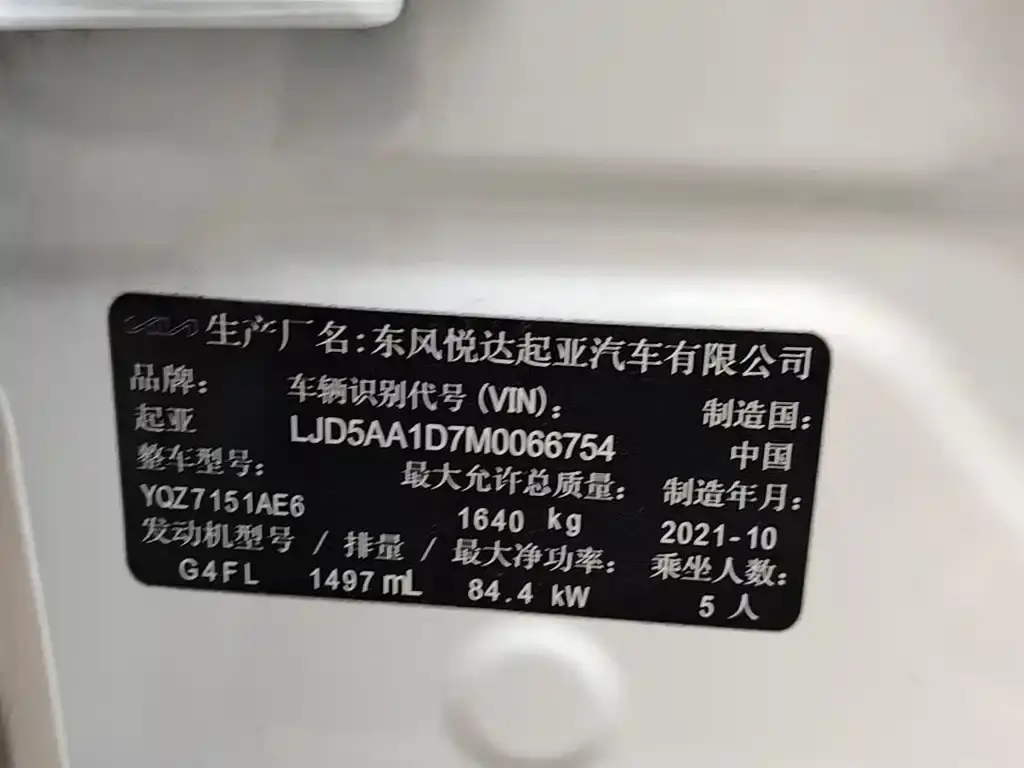 KIA 生产厂名:东风悦达起亚汽车有限公司
品牌: 车辆识别代号(VIN): 制造国:
起亚 LJD5AA1D7M0066754 中国
整车型号: 最大允许总质量: 制造年月:
YQZ7151AE6 1640 kg 2021-10
发动机型号 / 排量 / 最大净功率: 乘坐人数:
G4FL 1497 mL 84.4 kW 5 人